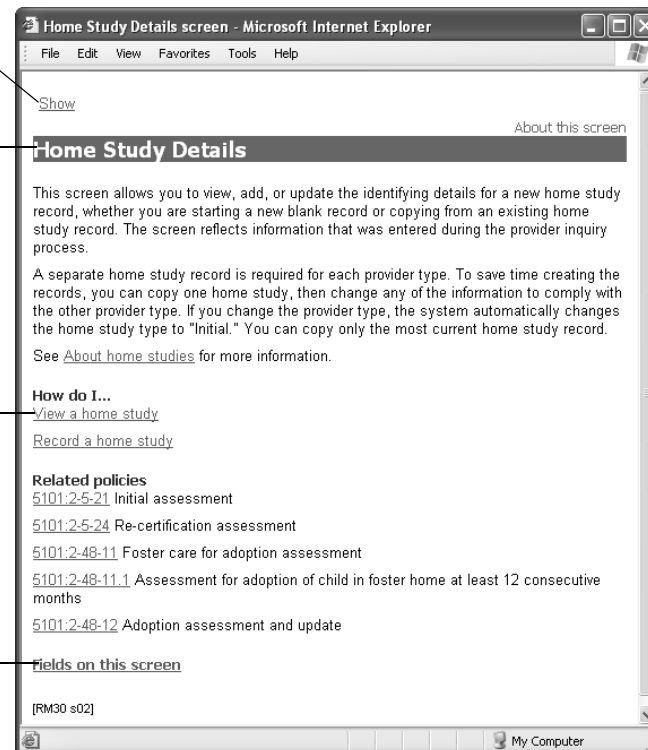 Home Study Details screen - Microsoft Internet Explorer
File Edit View Favorites Tools Help
Show
About this screen
Home Study Details
This screen allows you to view, add, or update the identifying details for a new home study
record, whether you are starting a new blank record or copying from an existing home
study record. The screen reflects information that was entered during the provider inquiry
process.
A separate home study record is required for each provider type. To save time creating the
records, you can copy one home study, then change any of the information to comply with
the other provider type. If you change the provider type, the system automatically changes
the home study type to "Initial." You can copy only the most current home study record.
See About home studies for more information.
How do I...
View a home study
Record a home study
Related policies
5101:2-5-21 Initial assessment
5101:2-5-24 Re-certification assessment
5101:2-48-11 Foster care for adoption assessment
5101:2-48-11.1 Assessment for adoption of child in foster home at least 12 consecutive
months
5101:2-48-12 Adoption assessment and update
Fields on this screen
[RM30 s02]
My Computer